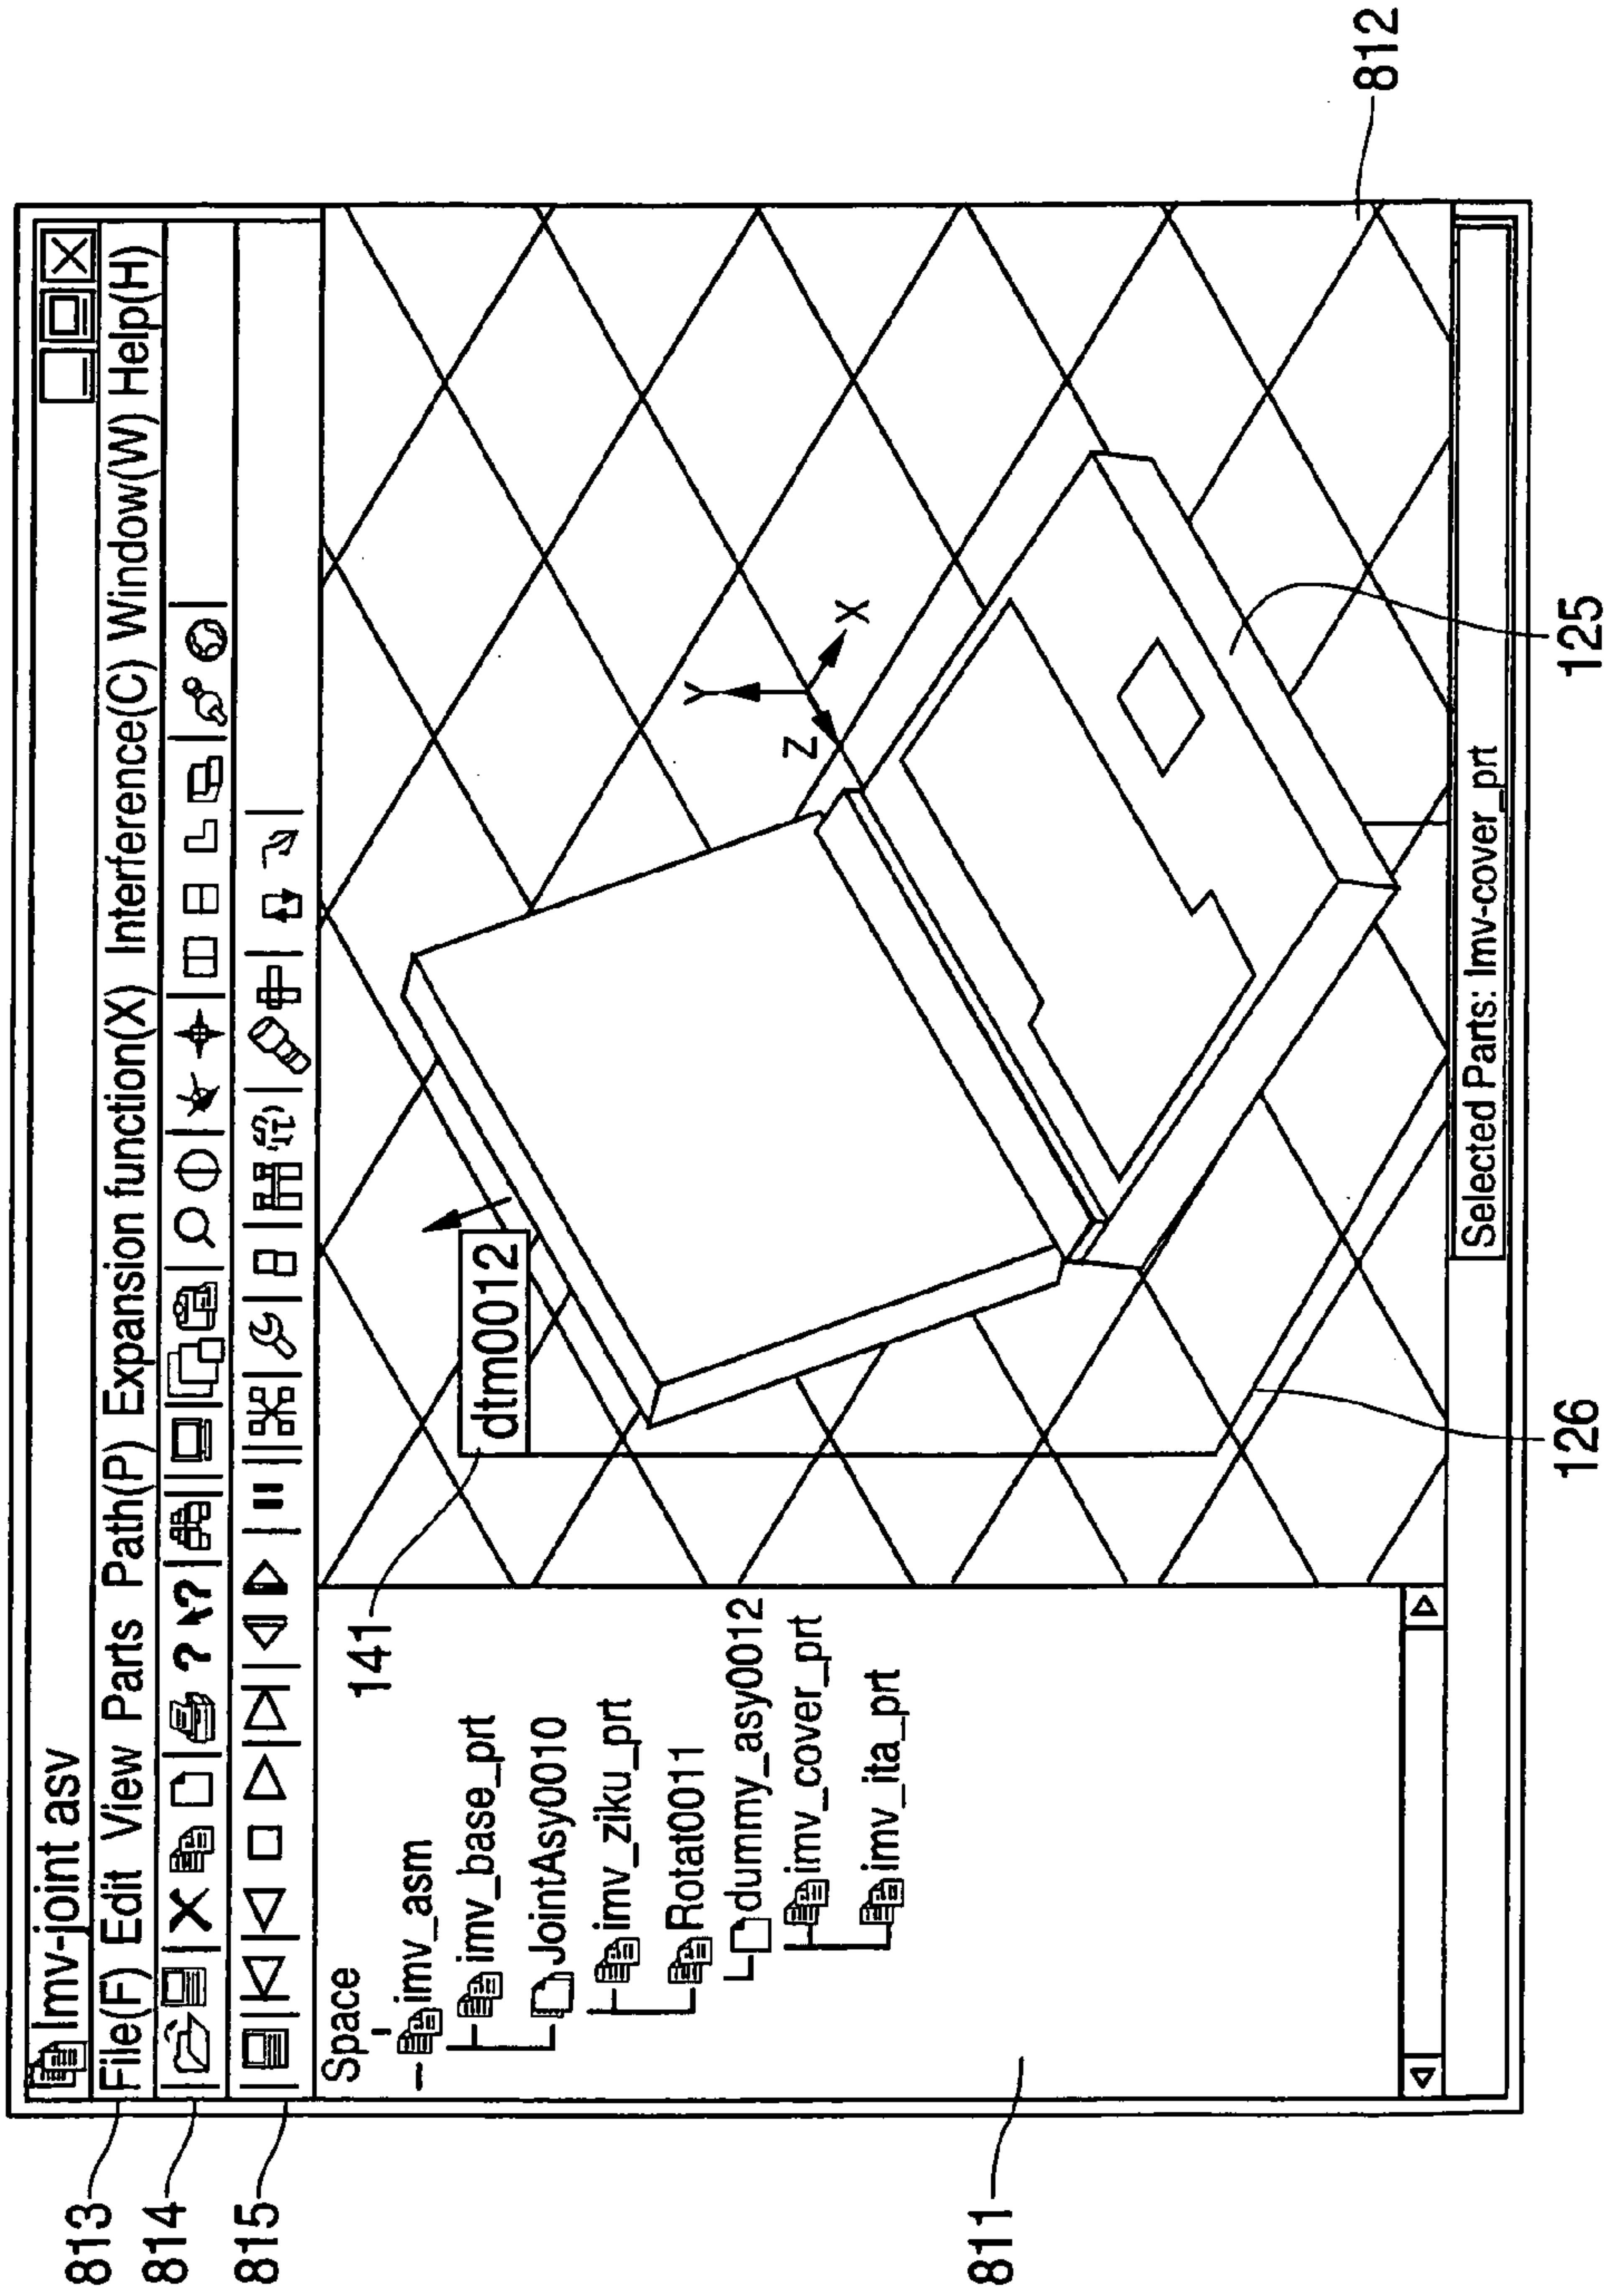 Imv-joint asv
813
File(F) Edit View Parts Path(P) Expansion function(X) Interference(C) Window(W) Help(H)
814
815
Space
imv_asm
imv_base_prt
JointAsy0010
imv_ziku_prt
Rotat0011
dummy_asy0012
imv_cover_prt
imv_ita_prt
141
dtm0012
Y
Z
X
811
812
126
125
Selected Parts: Imv-cover_prt